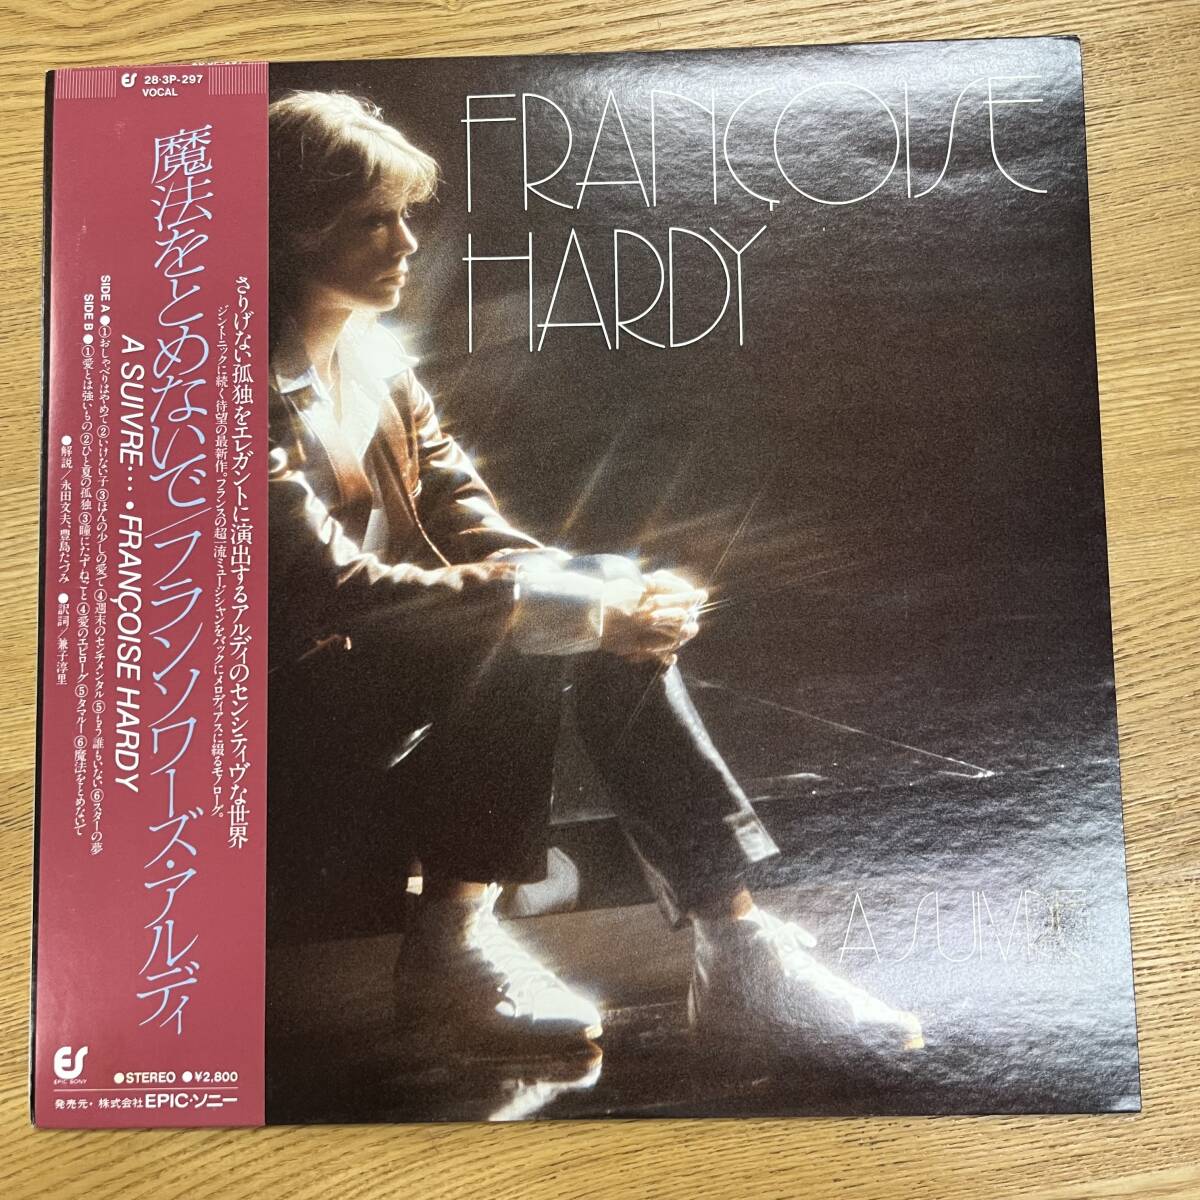 ES 28・3P-297
VOCAL
魔法をとめないで/フランソワーズ・アルディ
A SUIVRE…・FRANÇOISE HARDY
さりげない孤独をエレガントに演出するアルディのセンシティヴな世界
ジントニックに続く待望の最新作。フランスの超一流ミュージシャンをバックにメロディアスに綴るモノローグ。
SIDE A●①おしゃべりはやめて②いけない子③ほんの少しの愛で④週末のセンチメンタル⑤もう誰もいない⑥スターの夢
SIDE B●①愛とは強いもの②ひと夏の孤独③瞳にたずねごと④愛のエピローグ⑤タマルー⑥魔法をとめないで
●解説/永田文夫、豊島たづみ ●訳詞/兼子淳里
ES
EPIC SONY
●STEREO ●¥2,800
発売元・株式会社EPIC・ソニー
FRANÇOISE
HARDY
A SUIVRE